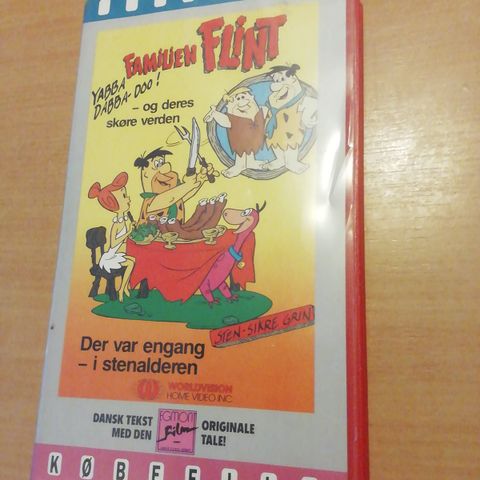 FAMILIEN FLINT
YABBA
DABBA-DOO!
– og deres
skøre verden
STEN-SIKRE GRIN
Der var engang
– i stenalderen
WORLDVISION
HOME VIDEO INC
DANSK TEKST
MED DEN
EGMONT
film
ORIGINALE
TALE!